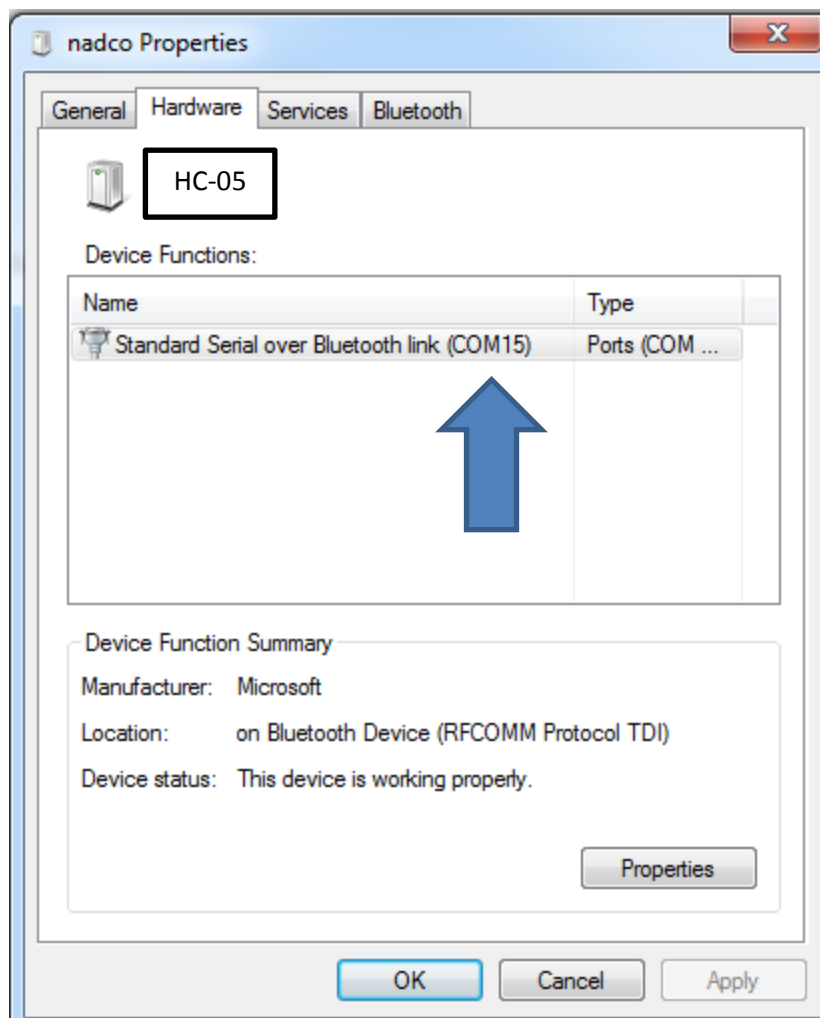 nadco Properties
General Hardware Services Bluetooth
HC-05
Device Functions:
Name Type
Standard Serial over Bluetooth link (COM15) Ports (COM ...
Device Function Summary
Manufacturer: Microsoft
Location: on Bluetooth Device (RFCOMM Protocol TDI)
Device status: This device is working properly.
Properties
OK Cancel Apply